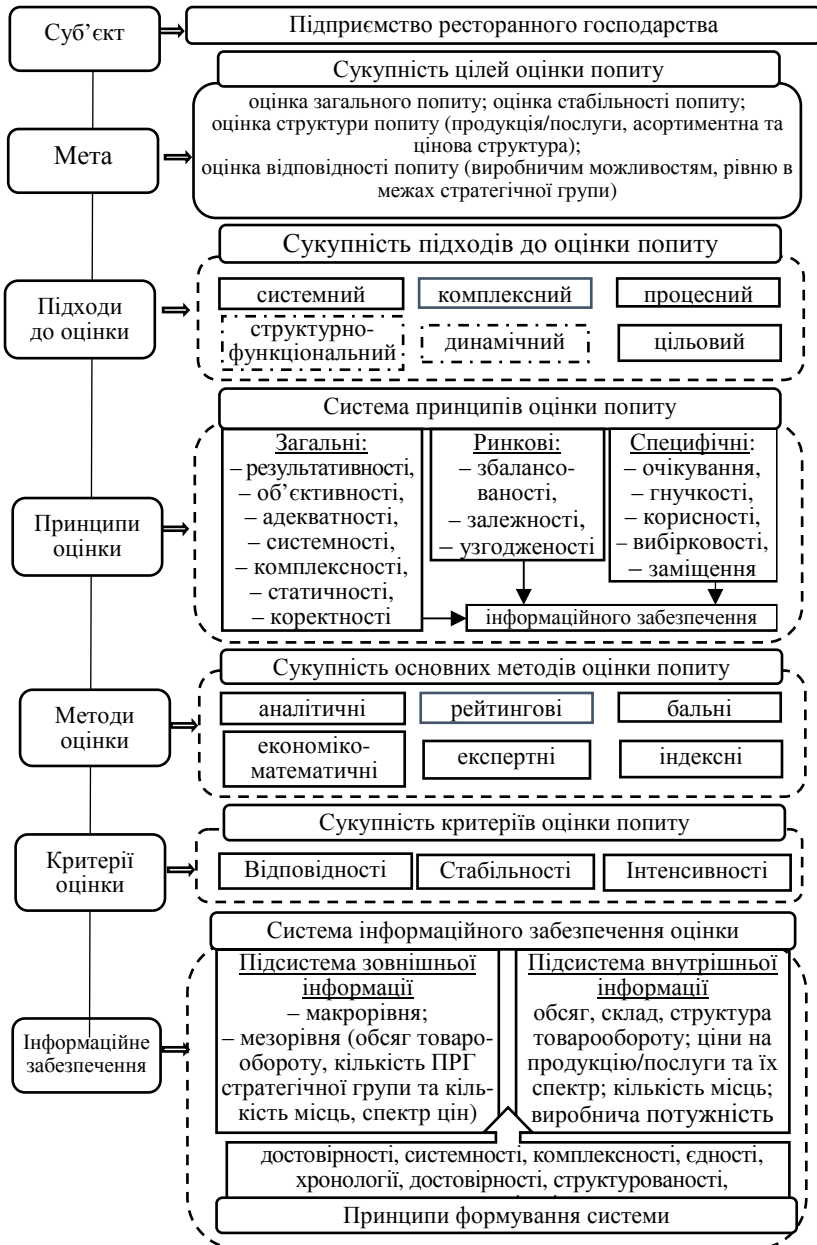 Суб’єкт
Підприємство ресторанного господарства
Мета
Сукупність цілей оцінки попиту
оцінка загального попиту; оцінка стабільності попиту;
оцінка структури попиту (продукція/послуги, асортиментна та
цінова структура);
оцінка відповідності попиту (виробничим можливостям, рівню в
межах стратегічної групи)
Підходи
до оцінки
Сукупність підходів до оцінки попиту
системний
комплексний
процесний
структурно-
функціональний
динамічний
цільовий
Принципи
оцінки
Система принципів оцінки попиту
Загальні:
– результативності,
– об’єктивності,
– адекватності,
– системності,
– комплексності,
– статичності,
– коректності
Ринкові:
– збалансо-
ваності,
– залежності,
– узгодженості
Специфічні:
– очікування,
– гнучкості,
– корисності,
– вибірковості,
– заміщення
інформаційного забезпечення
Методи
оцінки
Сукупність основних методів оцінки попиту
аналітичні
рейтингові
бальні
економіко-
математичні
експертні
індексні
Критерії
оцінки
Сукупність критеріїв оцінки попиту
Відповідності
Стабільності
Інтенсивності
Інформаційне
забезпечення
Система інформаційного забезпечення оцінки
Підсистема зовнішньої
інформації
– макрорівня;
– мезорівня (обсяг товаро-
обороту, кількість ПРГ
стратегічної групи та кіль-
кість місць, спектр цін)
Підсистема внутрішньої
інформації
обсяг, склад, структура
товарообороту; ціни на
продукцію/послуги та їх
спектр; кількість місць;
виробнича потужність
достовірності, системності, комплексності, єдності,
хронології, достовірності, структурованості,
Принципи формування системи